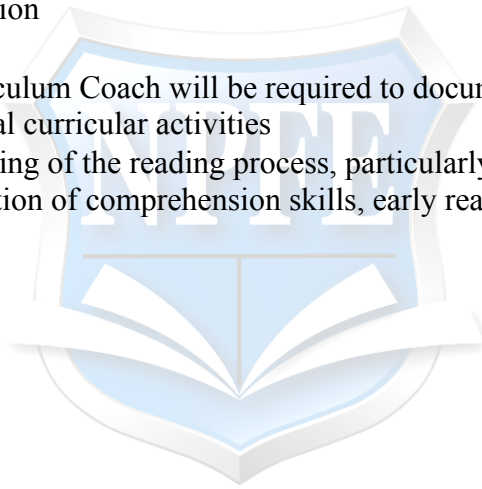 ion
culum Coach will be required to docu
al curricular activities
ing of the reading process, particularly
tion of comprehension skills, early rea
NPFE